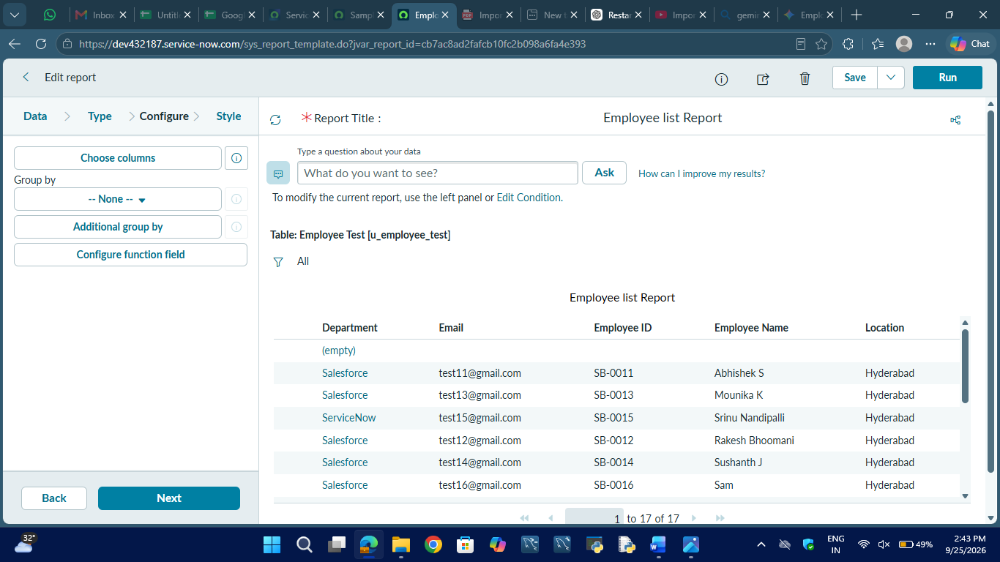 Inbox
Untitl
Goog
Servic
Samp
Emplo
Impor
New t
Restar
Impor
gemir
Emplo
https://dev432187.service-now.com/sys_report_template.do?jvar_report_id=cb7ac8ad2fafcb10fc2b098a6fa4e393
Chat
Edit report
Save
Run
Data
Type
Configure
Style
* Report Title :
Employee list Report
Choose columns
Group by
-- None --
Additional group by
Configure function field
Type a question about your data
What do you want to see?
Ask
How can I improve my results?
To modify the current report, use the left panel or Edit Condition.
Table: Employee Test [u_employee_test]
All
Employee list Report
Department Email Employee ID Employee Name Location
(empty)
Salesforce test11@gmail.com SB-0011 Abhishek S Hyderabad
Salesforce test13@gmail.com SB-0013 Mounika K Hyderabad
ServiceNow test15@gmail.com SB-0015 Srinu Nandipalli Hyderabad
Salesforce test12@gmail.com SB-0012 Rakesh Bhoomani Hyderabad
Salesforce test14@gmail.com SB-0014 Sushanth J Hyderabad
Salesforce test16@gmail.com SB-0016 Sam Hyderabad
1 to 17 of 17
Back
Next
32°
ENG
IN
49%
2:43 PM
9/25/2026